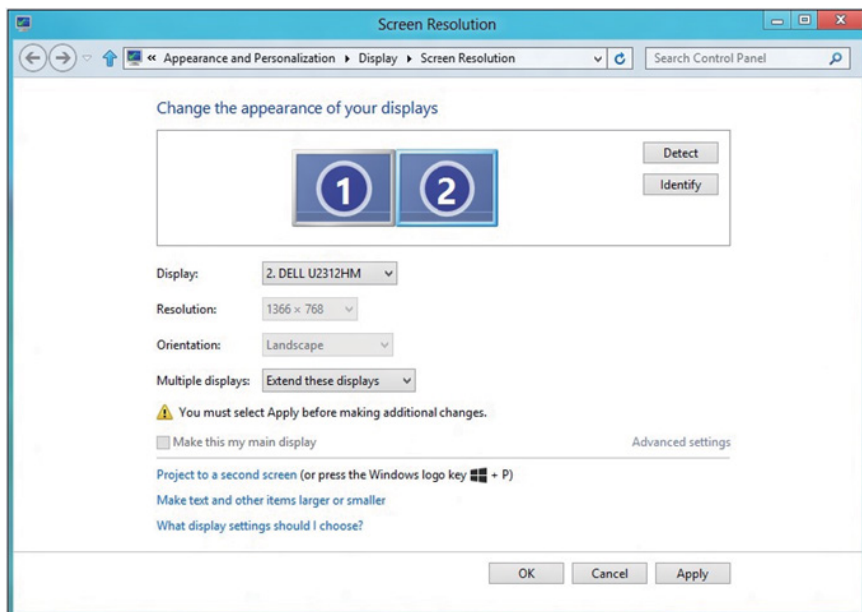 Screen Resolution
« Appearance and Personalization ▸ Display ▸ Screen Resolution
Search Control Panel
Change the appearance of your displays
1 2
Detect
Identify
Display: 2. DELL U2312HM
Resolution: 1366 × 768
Orientation: Landscape
Multiple displays: Extend these displays
You must select Apply before making additional changes.
Make this my main display Advanced settings
Project to a second screen (or press the Windows logo key + P)
Make text and other items larger or smaller
What display settings should I choose?
OK Cancel Apply